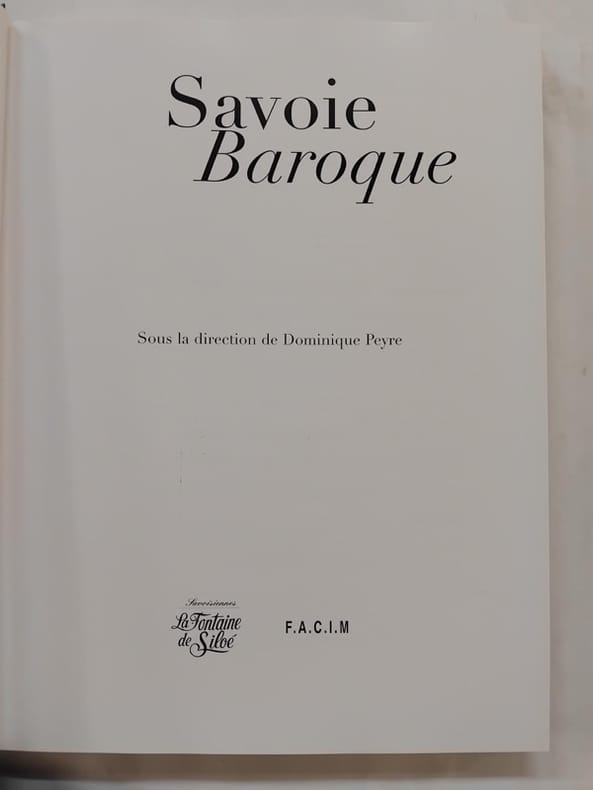 Savoie
Baroque
Sous la direction de Dominique Peyre
Savoisiennes
La Fontaine
de Siloé
F.A.C.I.M